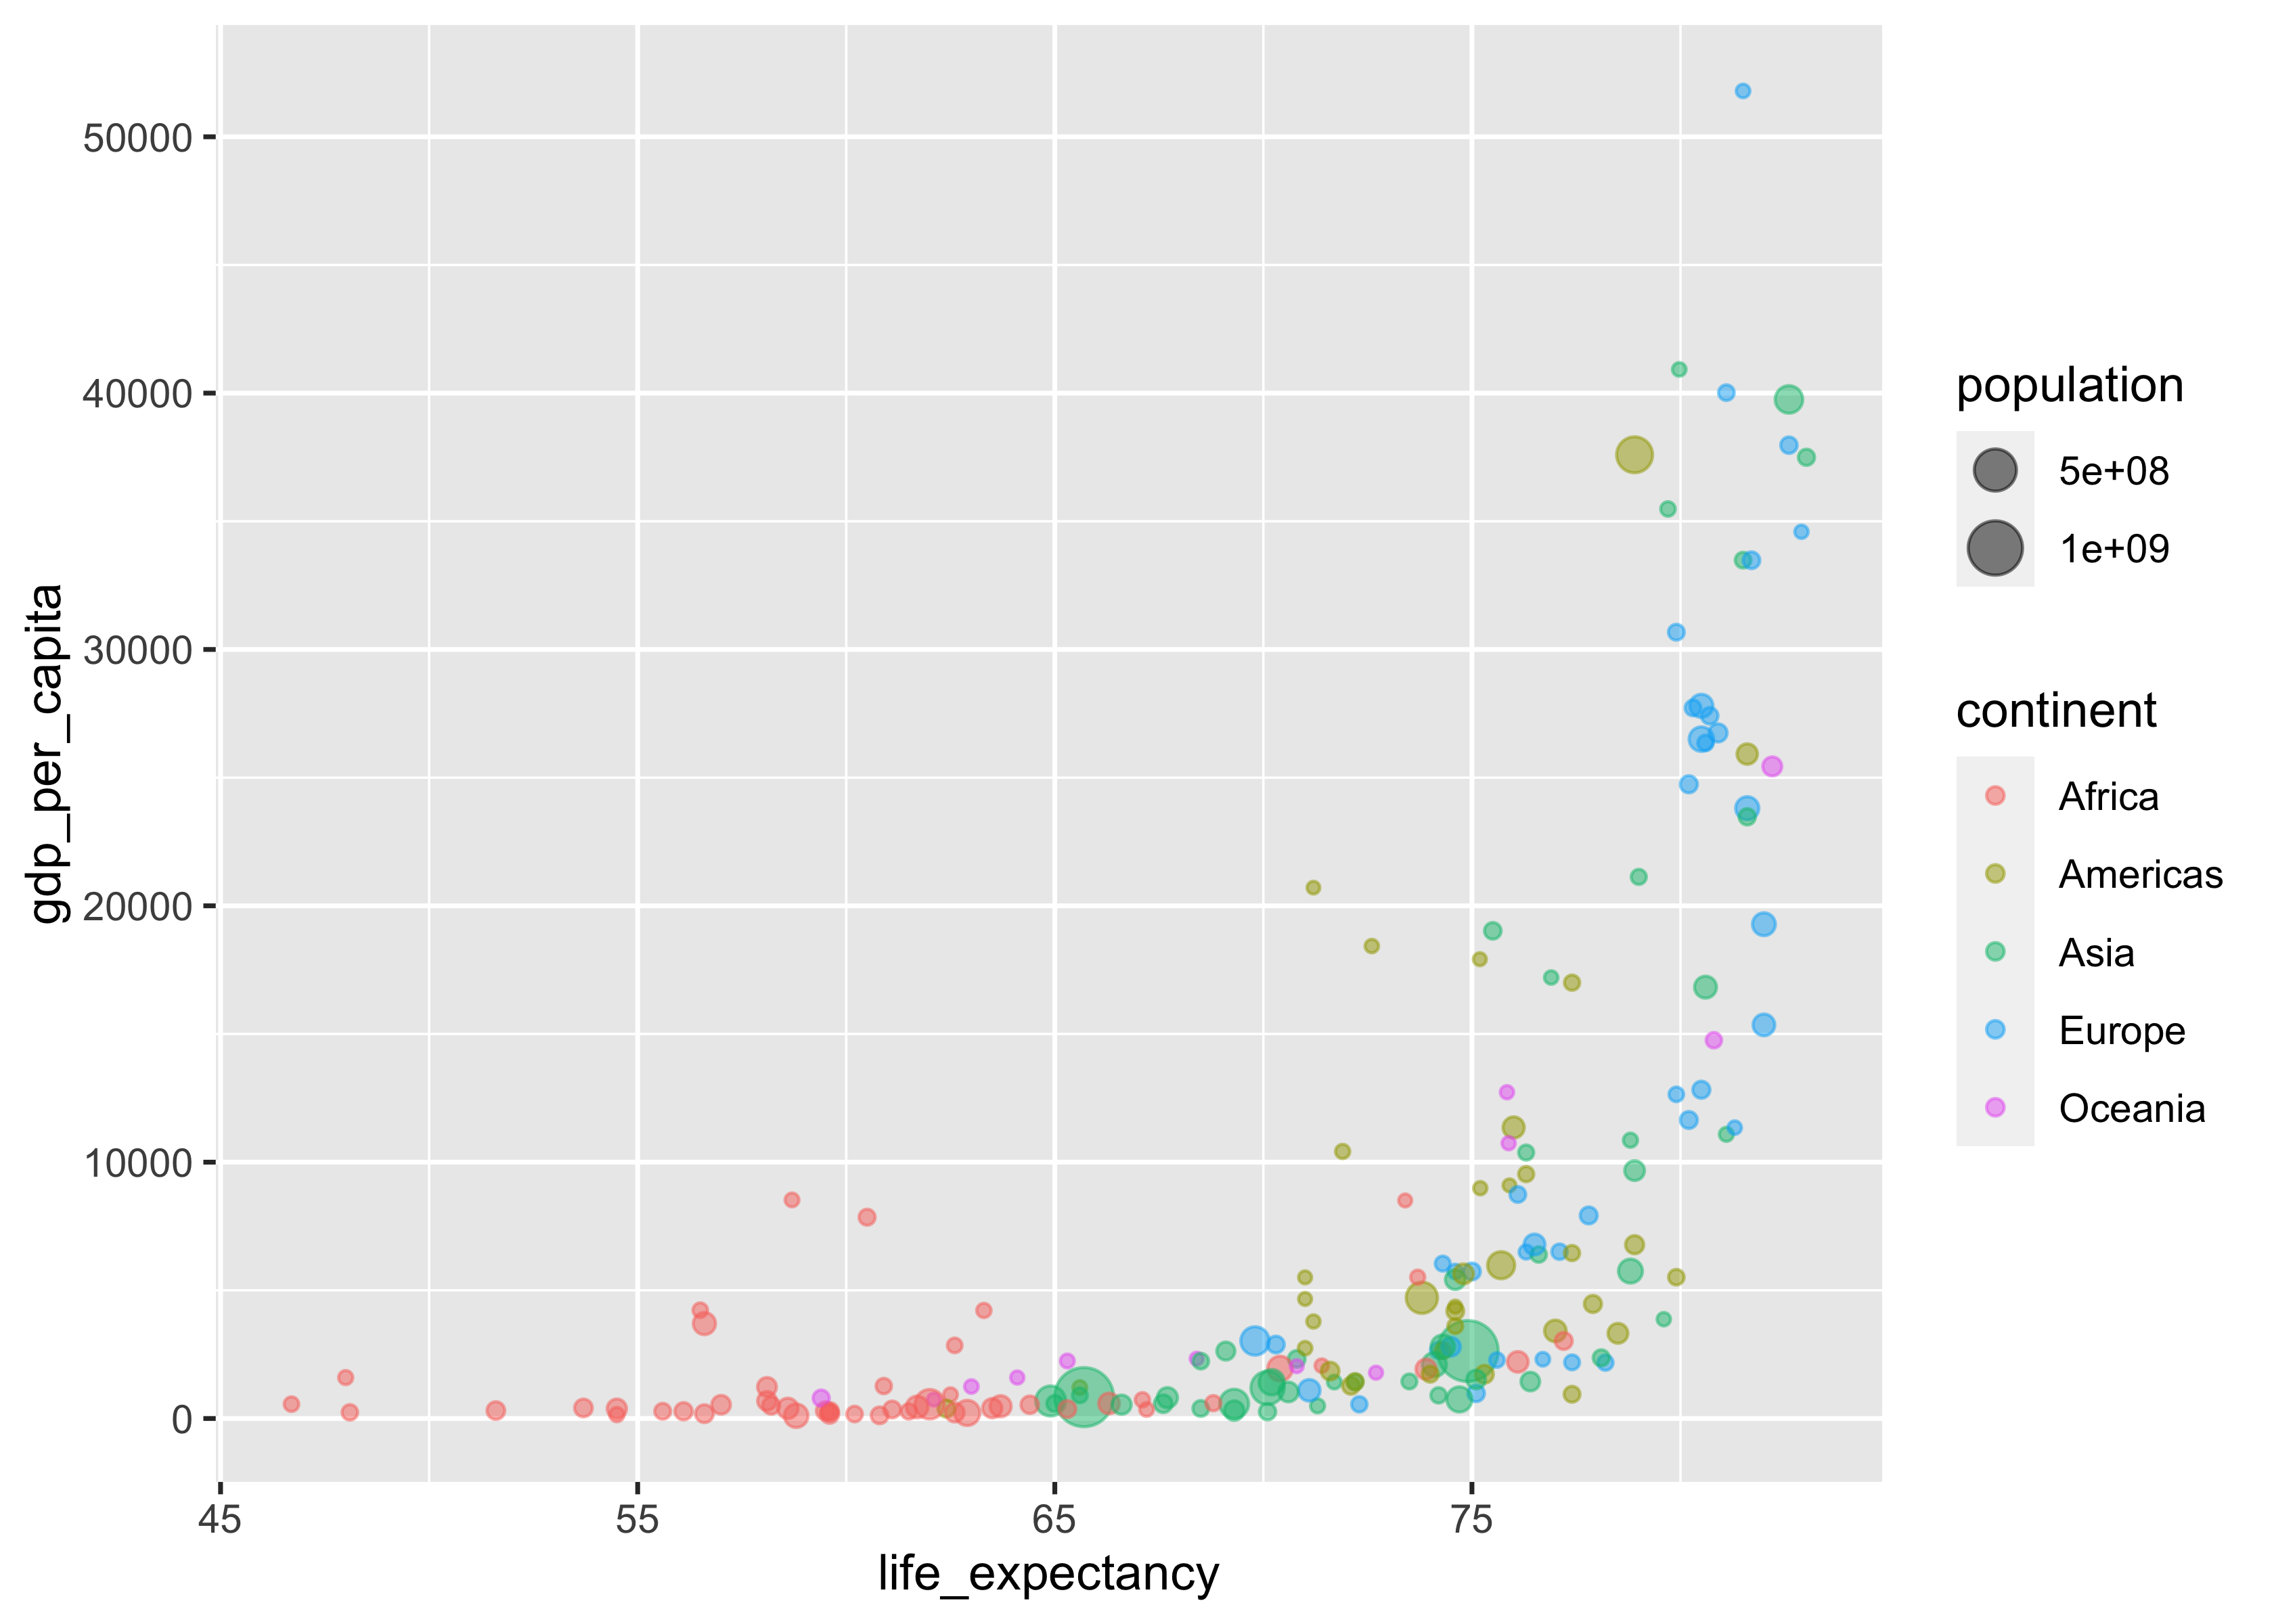 50000
40000
30000
20000
10000
0
gdp_per_capita
45
55
65
75
life_expectancy
population
5e+08
1e+09
continent
Africa
Americas
Asia
Europe
Oceania